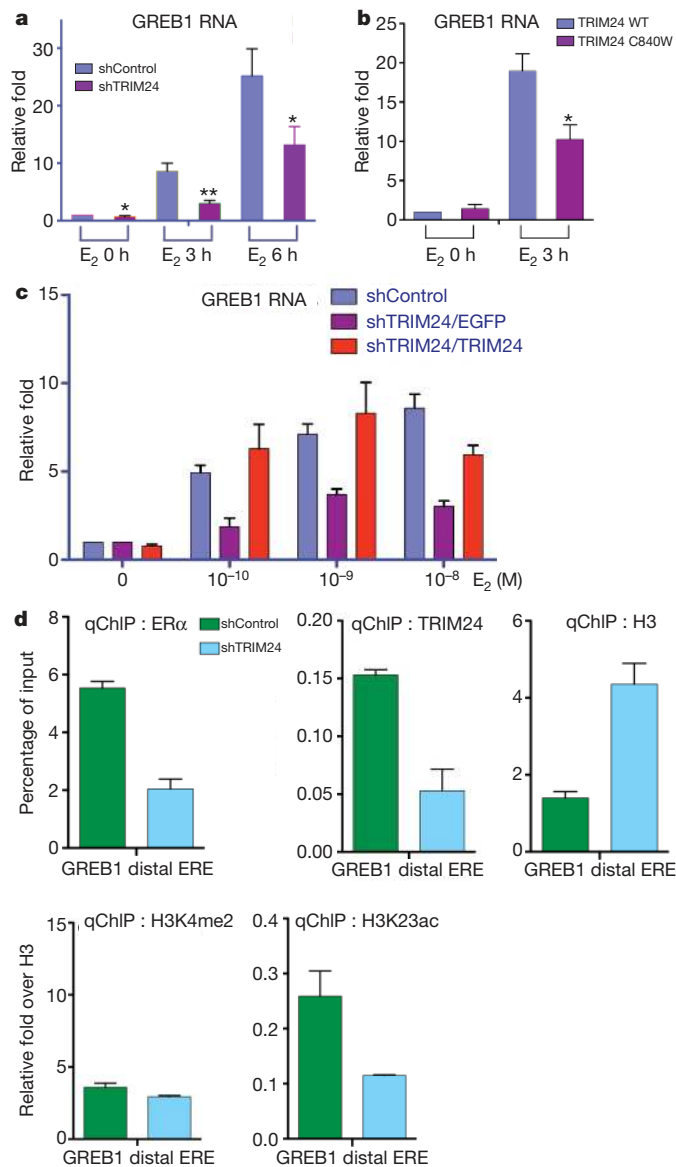 a
GREB1 RNA
Relative fold
30
20
10
0
shControl
shTRIM24
*
**
*
E₂ 0 h
E₂ 3 h
E₂ 6 h
b
GREB1 RNA
TRIM24 WT
TRIM24 C840W
Relative fold
25
20
15
10
5
0
*
E₂ 0 h
E₂ 3 h
c
GREB1 RNA
shControl
shTRIM24/EGFP
shTRIM24/TRIM24
Relative fold
15
10
5
0
0
10⁻¹⁰
10⁻⁹
10⁻⁸
E₂ (M)
d
qChIP : ERα
shControl
shTRIM24
Percentage of input
8
6
4
2
0
GREB1 distal ERE
qChIP : TRIM24
0.20
0.15
0.10
0.05
0.00
GREB1 distal ERE
qChIP : H3
6
4
2
0
GREB1 distal ERE
qChIP : H3K4me2
Relative fold over H3
15
10
5
0
GREB1 distal ERE
qChIP : H3K23ac
0.4
0.3
0.2
0.1
0.0
GREB1 distal ERE